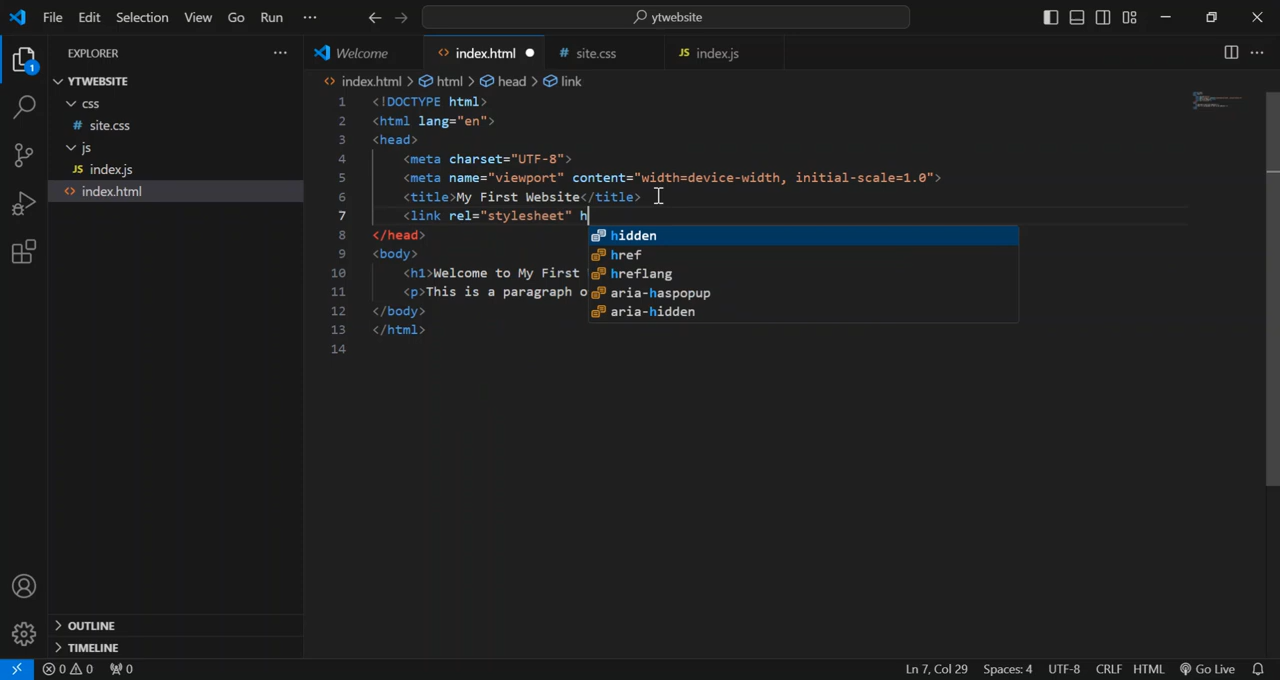 File Edit Selection View Go Run ··· ytwebsite
EXPLORER ···
YTWEBSITE
css
# site.css
js
JS index.js
<> index.html
OUTLINE
TIMELINE
1
Welcome <> index.html # site.css JS index.js ···
<> index.html > html > head > link
1 <!DOCTYPE html>
2 <html lang="en">
3 <head>
4 <meta charset="UTF-8">
5 <meta name="viewport" content="width=device-width, initial-scale=1.0">
6 <title>My First Website</title>
7 <link rel="stylesheet" h
8 </head>
9 <body>
10 <h1>Welcome to My First
11 <p>This is a paragraph o
12 </body>
13 </html>
14
hidden
href
hreflang
aria-haspopup
aria-hidden
0 0 0 Ln 7, Col 29 Spaces: 4 UTF-8 CRLF HTML Go Live